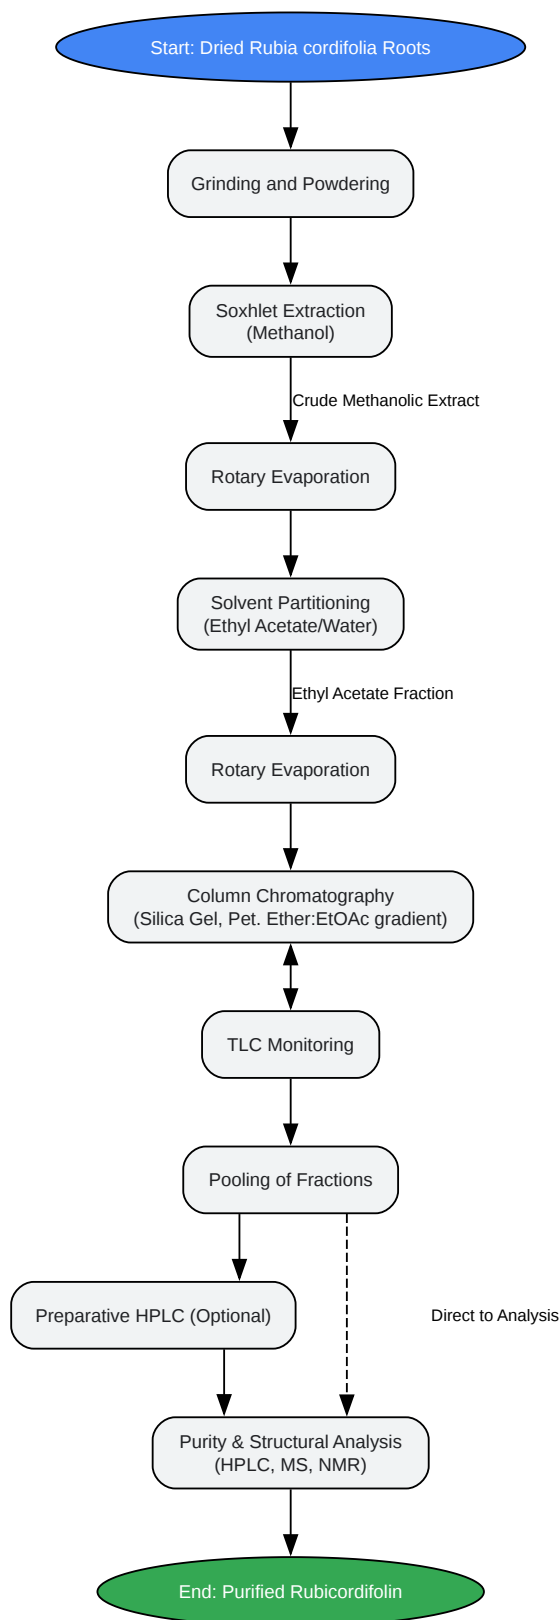 Start: Dried Rubia cordifolia Roots
Grinding and Powdering
Soxhlet Extraction
(Methanol)
Crude Methanolic Extract
Rotary Evaporation
Solvent Partitioning
(Ethyl Acetate/Water)
Ethyl Acetate Fraction
Rotary Evaporation
Column Chromatography
(Silica Gel, Pet. Ether:EtOAc gradient)
TLC Monitoring
Pooling of Fractions
Preparative HPLC (Optional)
Direct to Analysis
Purity & Structural Analysis
(HPLC, MS, NMR)
End: Purified Rubicordifolin